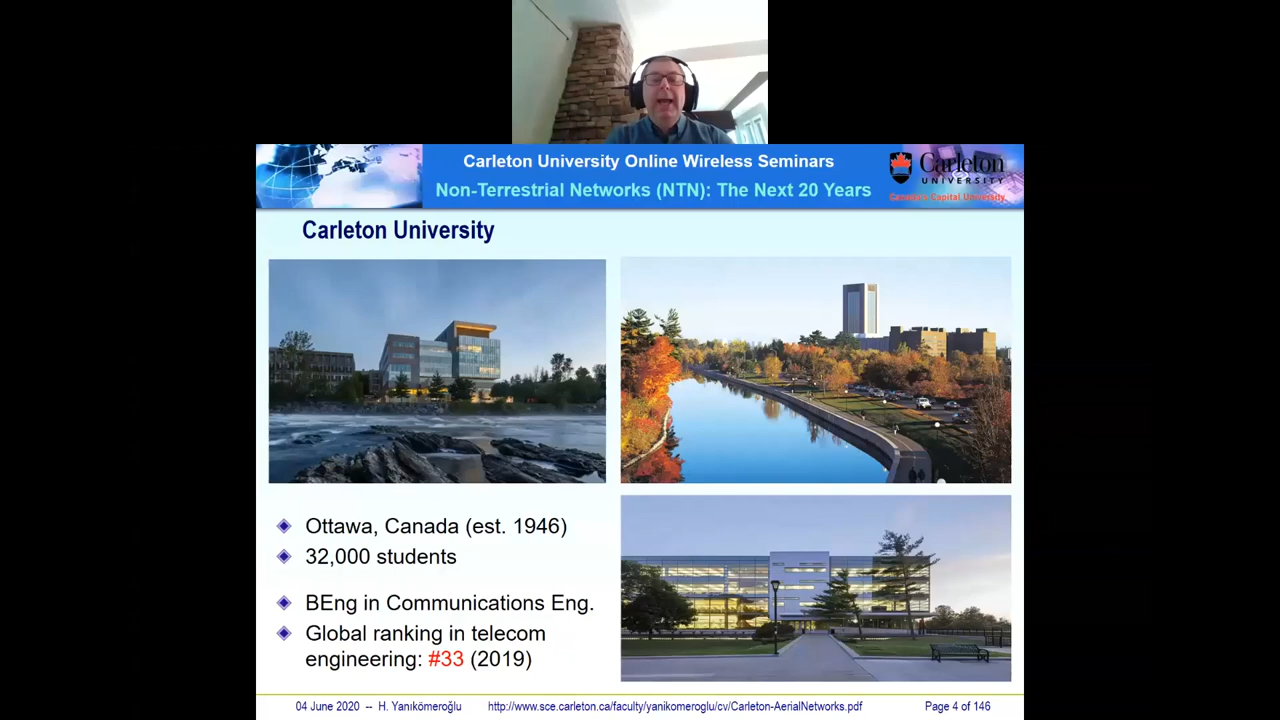 Carleton University Online Wireless Seminars
Non-Terrestrial Networks (NTN): The Next 20 Years
Carleton
UNIVERSITY
Canada's Capital University
Carleton University
Ottawa, Canada (est. 1946)
32,000 students
BEng in Communications Eng.
Global ranking in telecom
engineering: #33 (2019)
04 June 2020 -- H. Yanıkömeroğlu
http://www.sce.carleton.ca/faculty/yanikomeroglu/cv/Carleton-AerialNetworks.pdf
Page 4 of 146